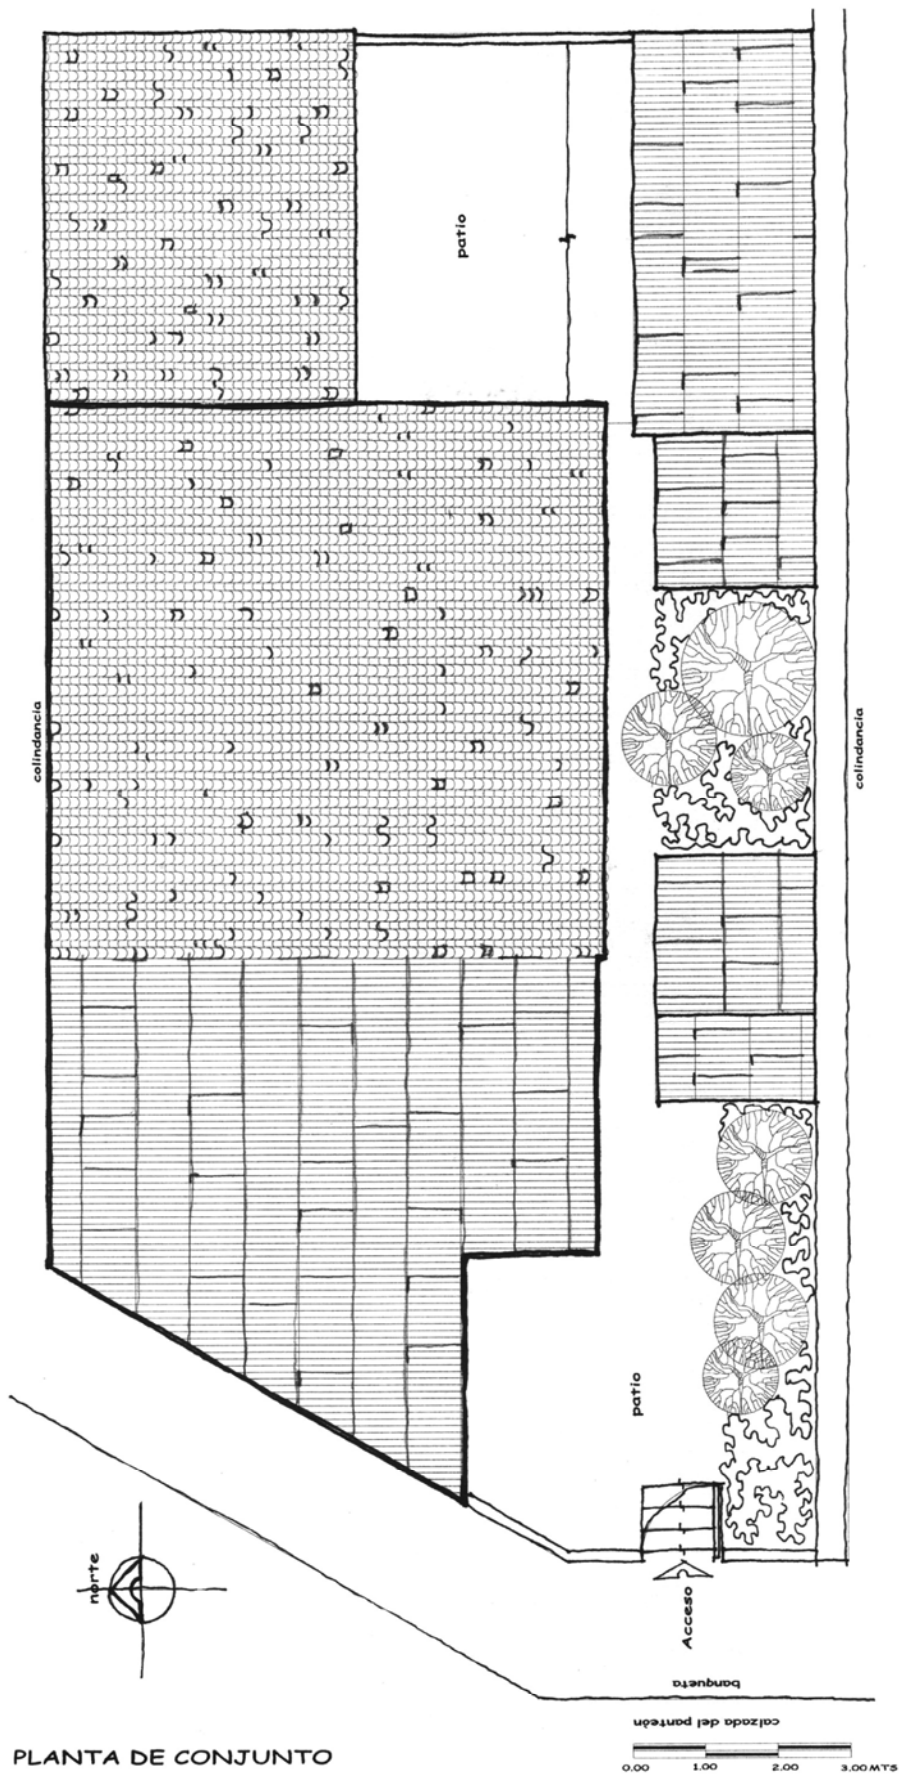 patio
colindancia
colindancia
patio
norte
Acceso
banqueta
calzada del panteón
PLANTA DE CONJUNTO
0.00 1.00 2.00 3.00 MTS